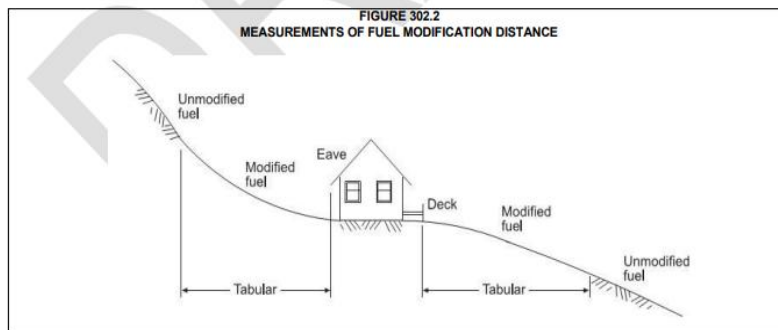 FIGURE 302.2
MEASUREMENTS OF FUEL MODIFICATION DISTANCE
Unmodified
fuel
Eave
Modified
fuel
Deck
Modified
fuel
Unmodified
fuel
Tabular
Tabular